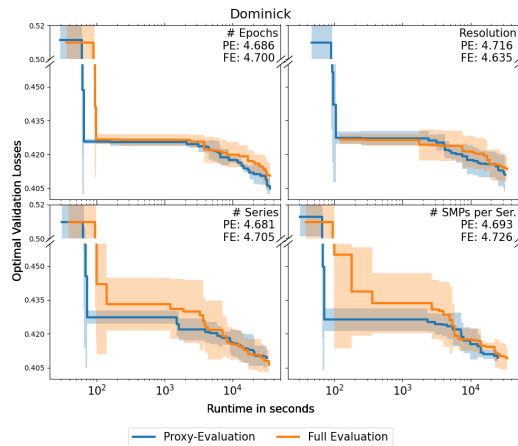 Dominick
# Epochs
PE: 4.686
FE: 4.700
Resolution
PE: 4.716
FE: 4.635
0.52
0.50
0.450
0.435
0.420
0.405
# Series
PE: 4.681
FE: 4.705
# SMPs per Ser.
PE: 4.693
FE: 4.726
0.52
0.50
0.450
0.435
0.420
0.405
Optimal Validation Losses
10²
10³
10⁴
10²
10³
10⁴
Runtime in seconds
Proxy-Evaluation
Full Evaluation